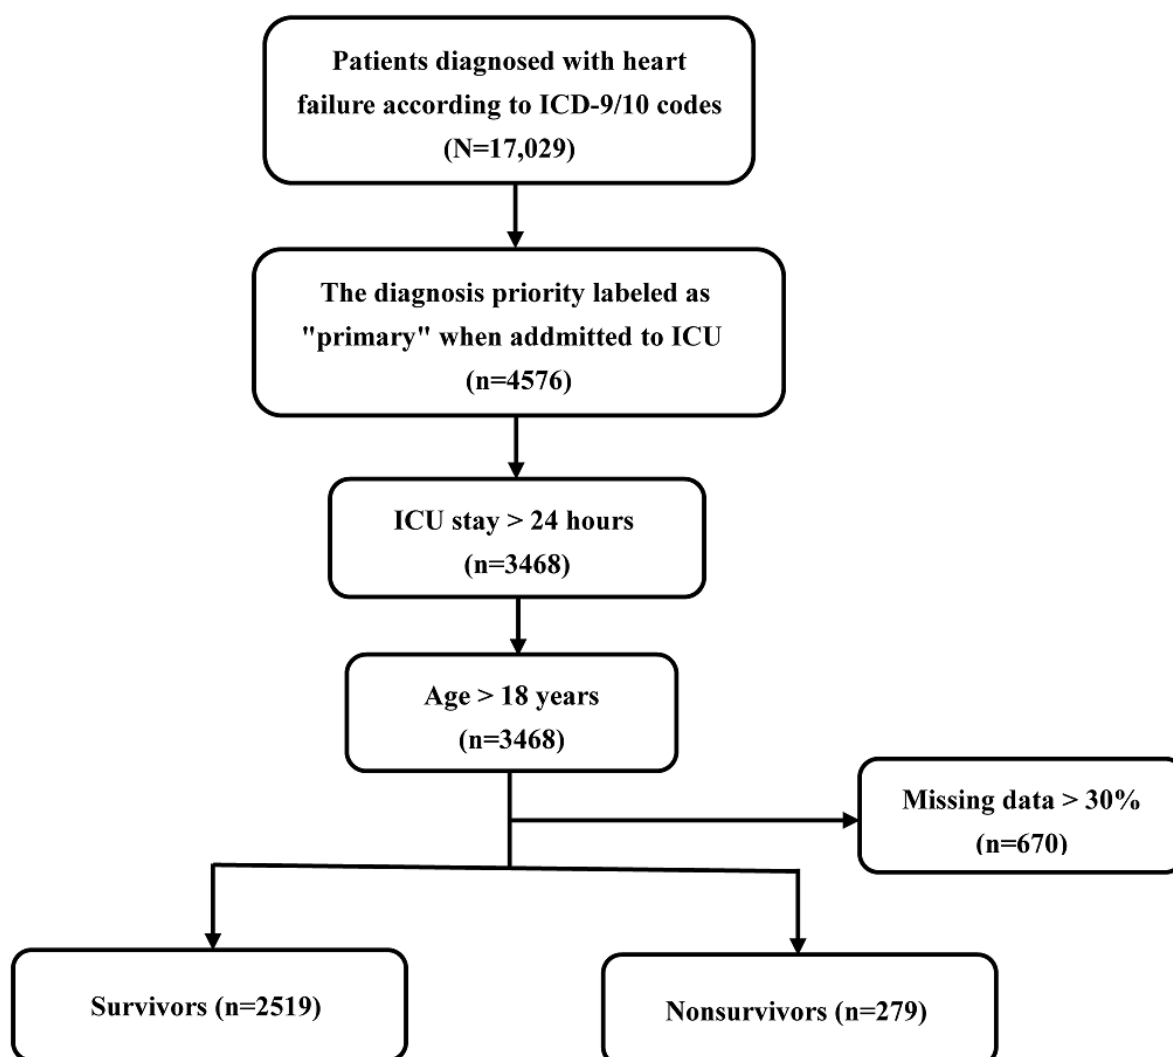 Patients diagnosed with heart
failure according to ICD-9/10 codes
(N=17,029)
The diagnosis priority labeled as
"primary" when addmitted to ICU
(n=4576)
ICU stay > 24 hours
(n=3468)
Age > 18 years
(n=3468)
Missing data > 30%
(n=670)
Survivors (n=2519)
Nonsurvivors (n=279)